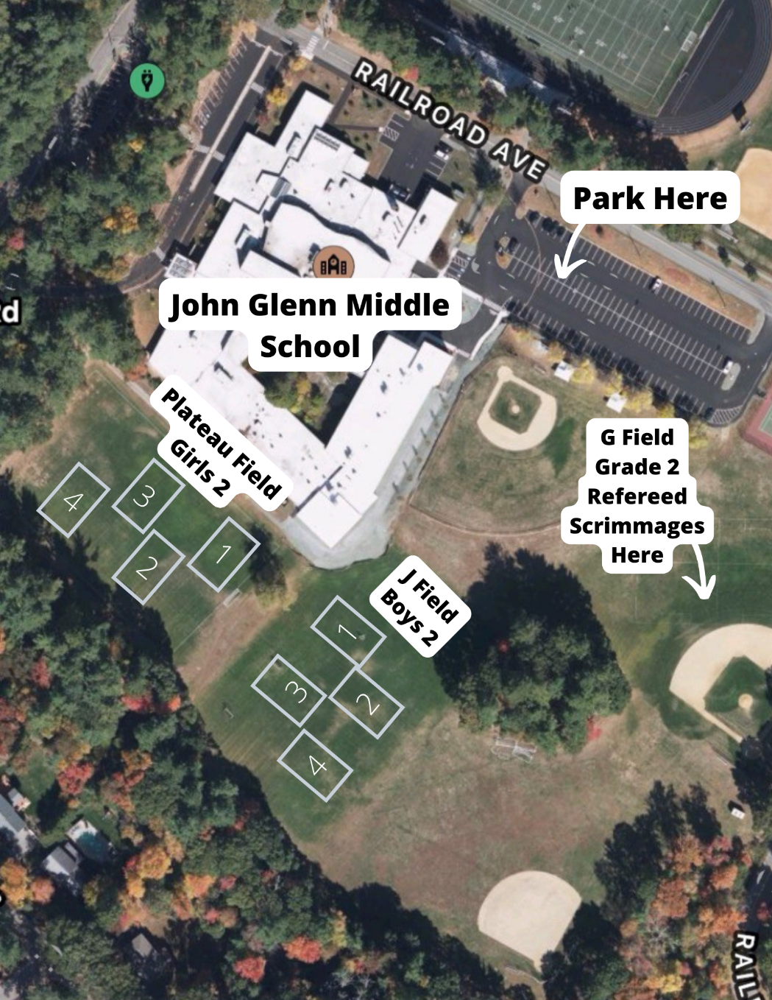 RAILROAD AVE
Park Here
Rd
John Glenn Middle
School
Plateau Field
Girls 2
G Field
Grade 2
Refereed
Scrimmages
Here
4
3
2
1
J Field
Boys 2
1
3
2
4